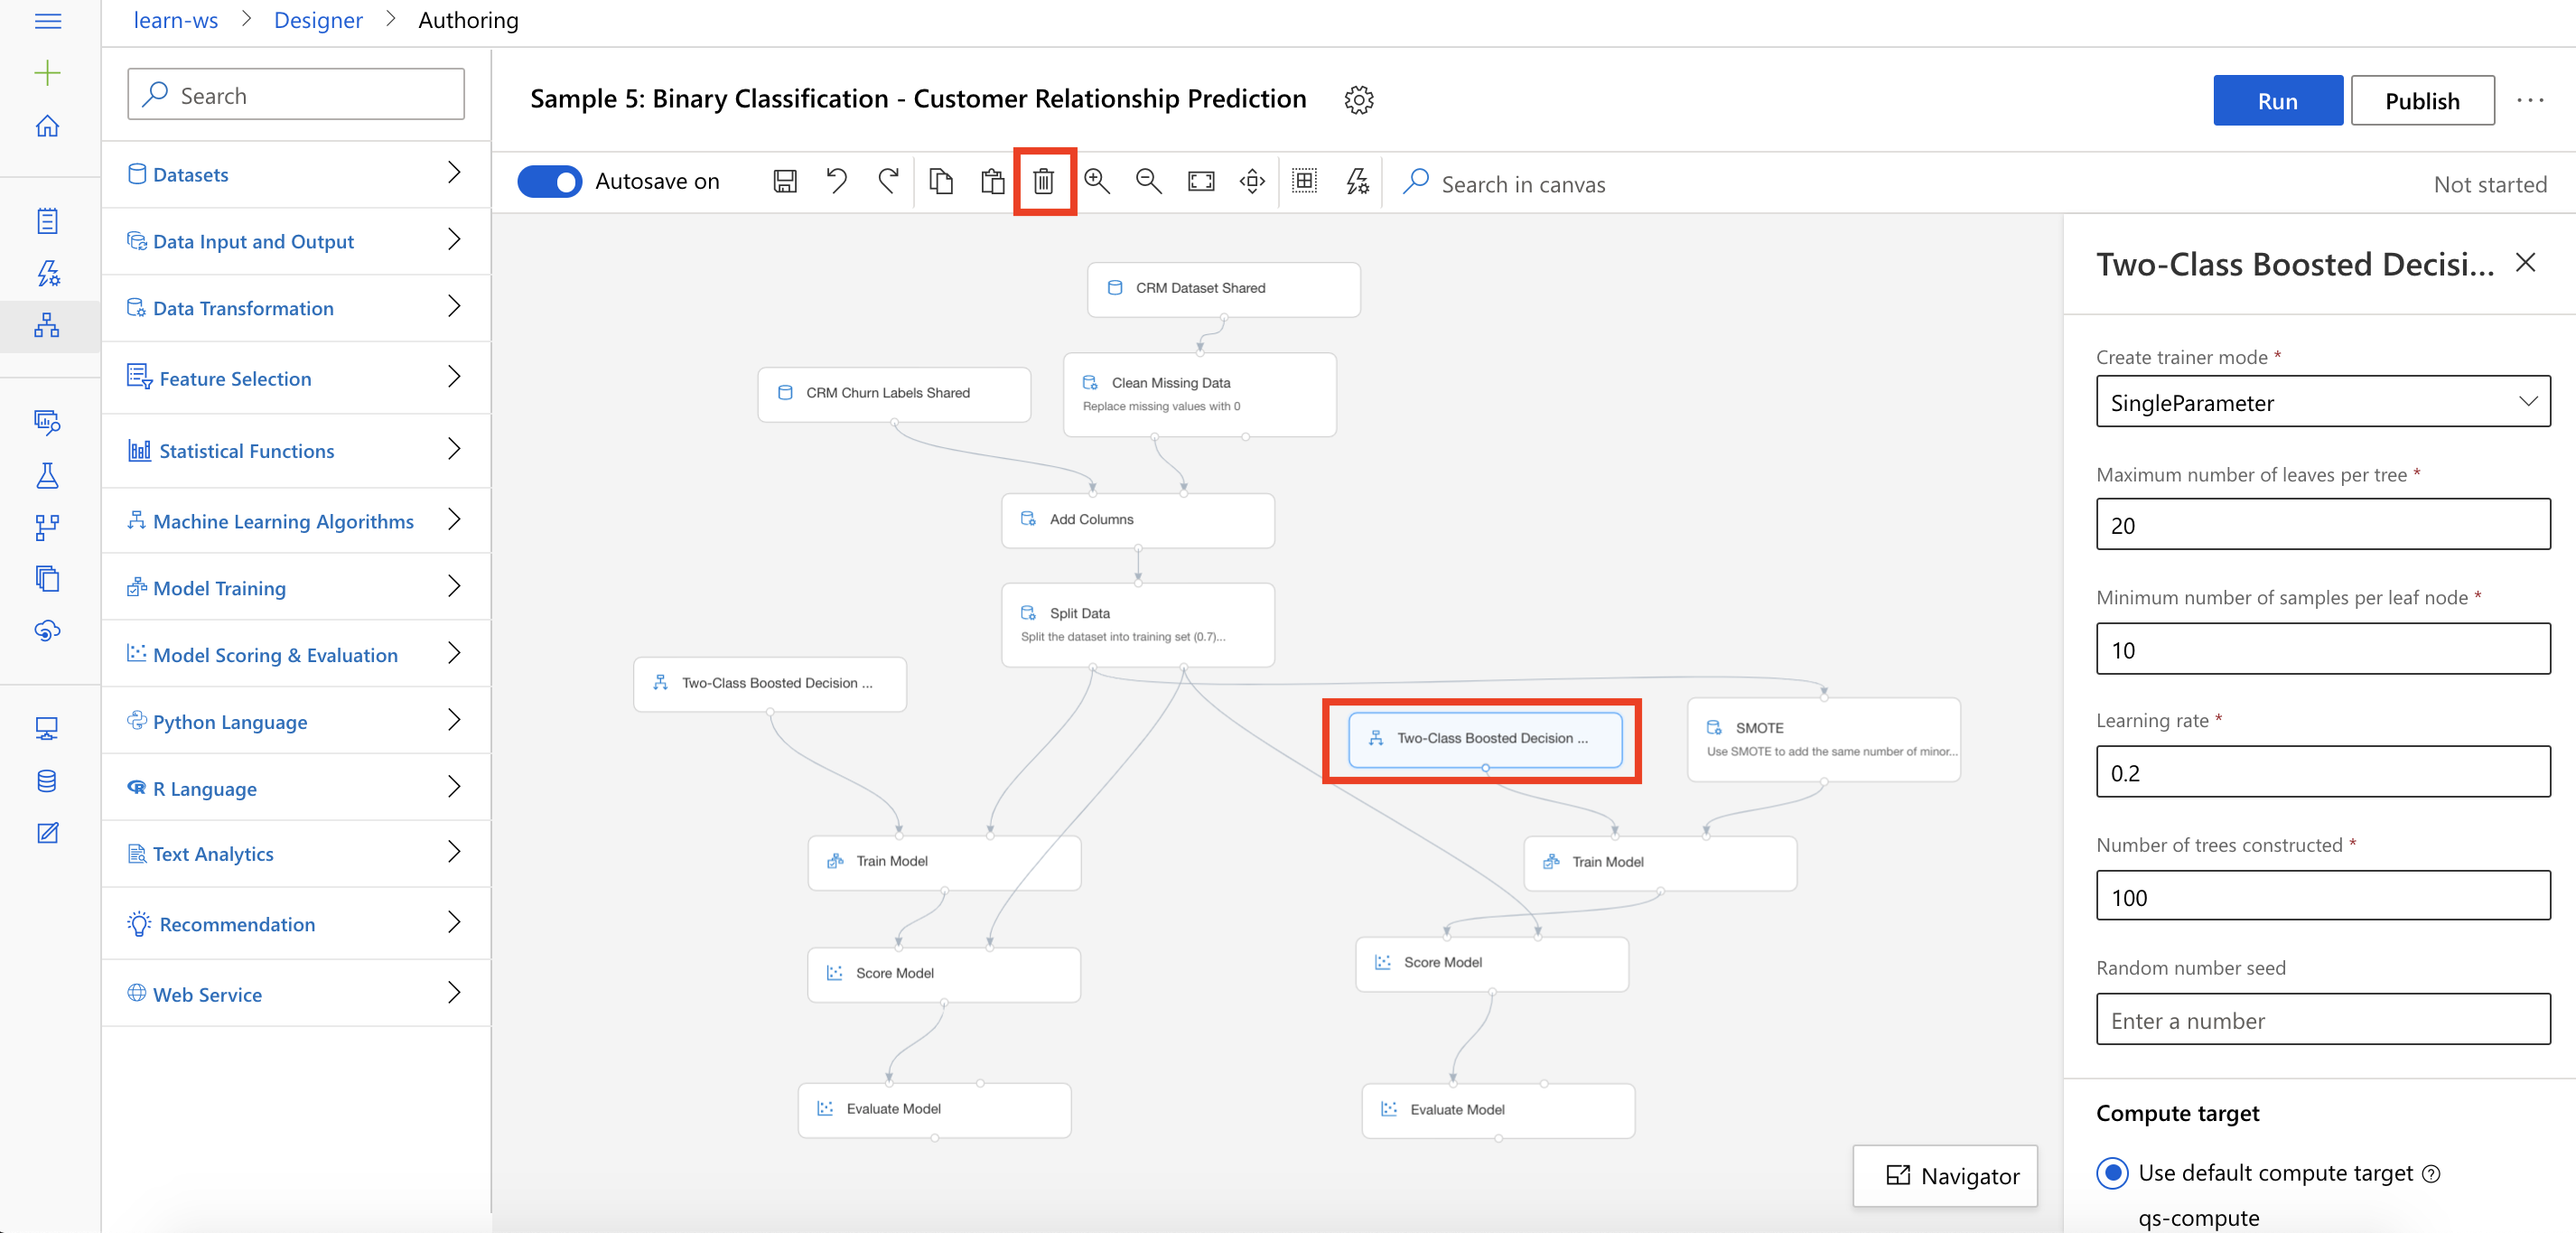 learn-ws > Designer > Authoring
Search
Datasets
Data Input and Output
Data Transformation
Feature Selection
Statistical Functions
Machine Learning Algorithms
Model Training
Model Scoring & Evaluation
Python Language
R Language
Text Analytics
Recommendation
Web Service
Sample 5: Binary Classification - Customer Relationship Prediction
Run
Publish
Autosave on
Search in canvas
Not started
CRM Dataset Shared
CRM Churn Labels Shared
Clean Missing Data
Replace missing values with 0
Add Columns
Split Data
Split the dataset into training set (0.7)...
Two-Class Boosted Decision ...
Two-Class Boosted Decision ...
SMOTE
Use SMOTE to add the same number of minor...
Train Model
Train Model
Score Model
Score Model
Evaluate Model
Evaluate Model
Navigator
Two-Class Boosted Decisi...
Create trainer mode *
SingleParameter
Maximum number of leaves per tree *
20
Minimum number of samples per leaf node *
10
Learning rate *
0.2
Number of trees constructed *
100
Random number seed
Enter a number
Compute target
Use default compute target
qs-compute